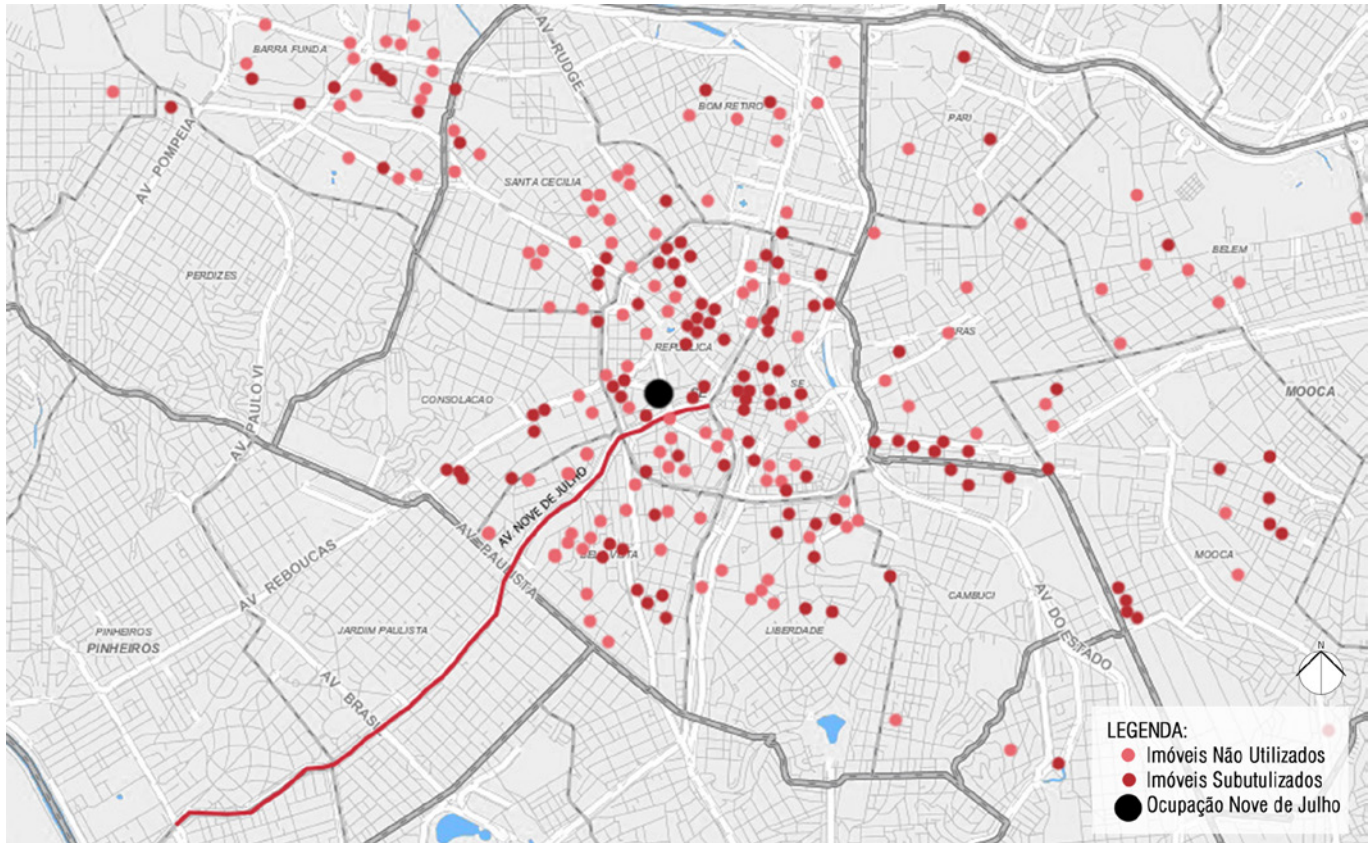 BARRA FUNDA
AV. RUDGE
BOM RETIRO
PARI
AV POMPEIA
SANTA CECILIA
BELEM
PERDIZES
RAS
REPUBLICA
SE
AV PAULO VI
CONSOLACAO
MOOCA
AV. NOVE DE JULHO
AV. PAULISTA
BELA VISTA
MOOCA
AV REBOUCAS
CAMBUCI
AV. DO ESTADO
PINHEIROS
PINHEIROS
JARDIM PAULISTA
LIBERDADE
AV. BRASIL
N
LEGENDA:
Imóveis Não Utilizados
Imóveis Subutulizados
Ocupação Nove de Julho